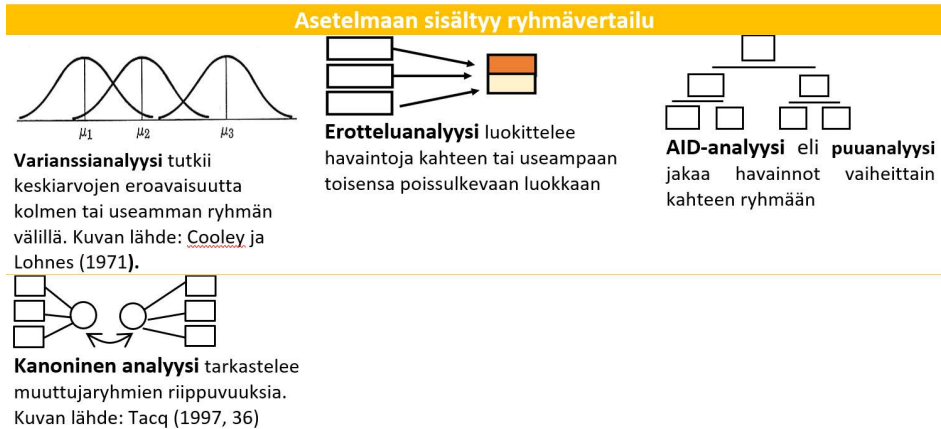 Asetelmaan sisältyy ryhmävertailu
μ1 μ2 μ3
Varianssianalyysi tutkii
keskiarvojen eroavaisuutta
kolmen tai useamman ryhmän
välillä. Kuvan lähde: Cooley ja
Lohnes (1971).
Erotteluanalyysi luokittelee
havaintoja kahteen tai useampaan
toisensa poissulkevaan luokkaan
AID-analyysi eli puuanalyysi
jakaa havainnot vaiheittain
kahteen ryhmään
Kanoninen analyysi tarkastelee
muuttujaryhmien riippuvuuksia.
Kuvan lähde: Tacq (1997, 36)